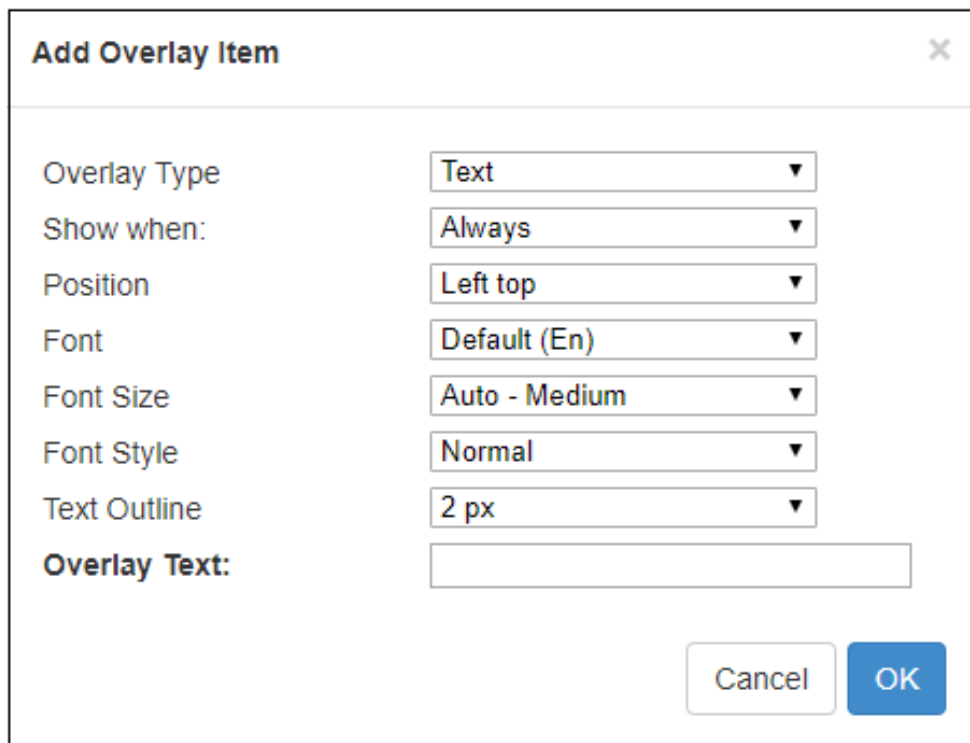 Add Overlay Item ×
Overlay Type Text
Show when: Always
Position Left top
Font Default (En)
Font Size Auto - Medium
Font Style Normal
Text Outline 2 px
Overlay Text:
Cancel OK